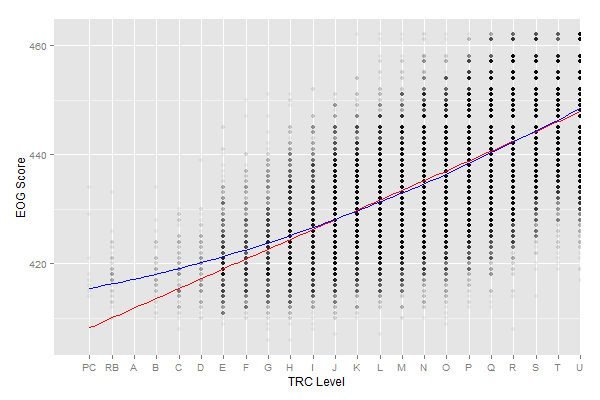 EOG Score
460
440
420
PC RB A B C D E F G H I J K L M N O P Q R S T U
TRC Level